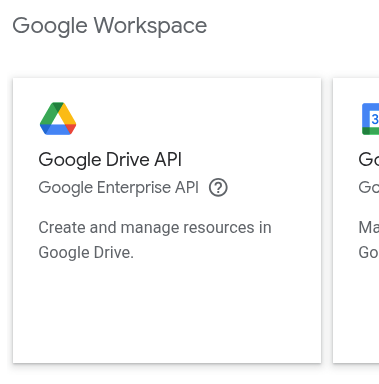 Google Workspace
Google Drive API
Google Enterprise API
Create and manage resources in
Google Drive.